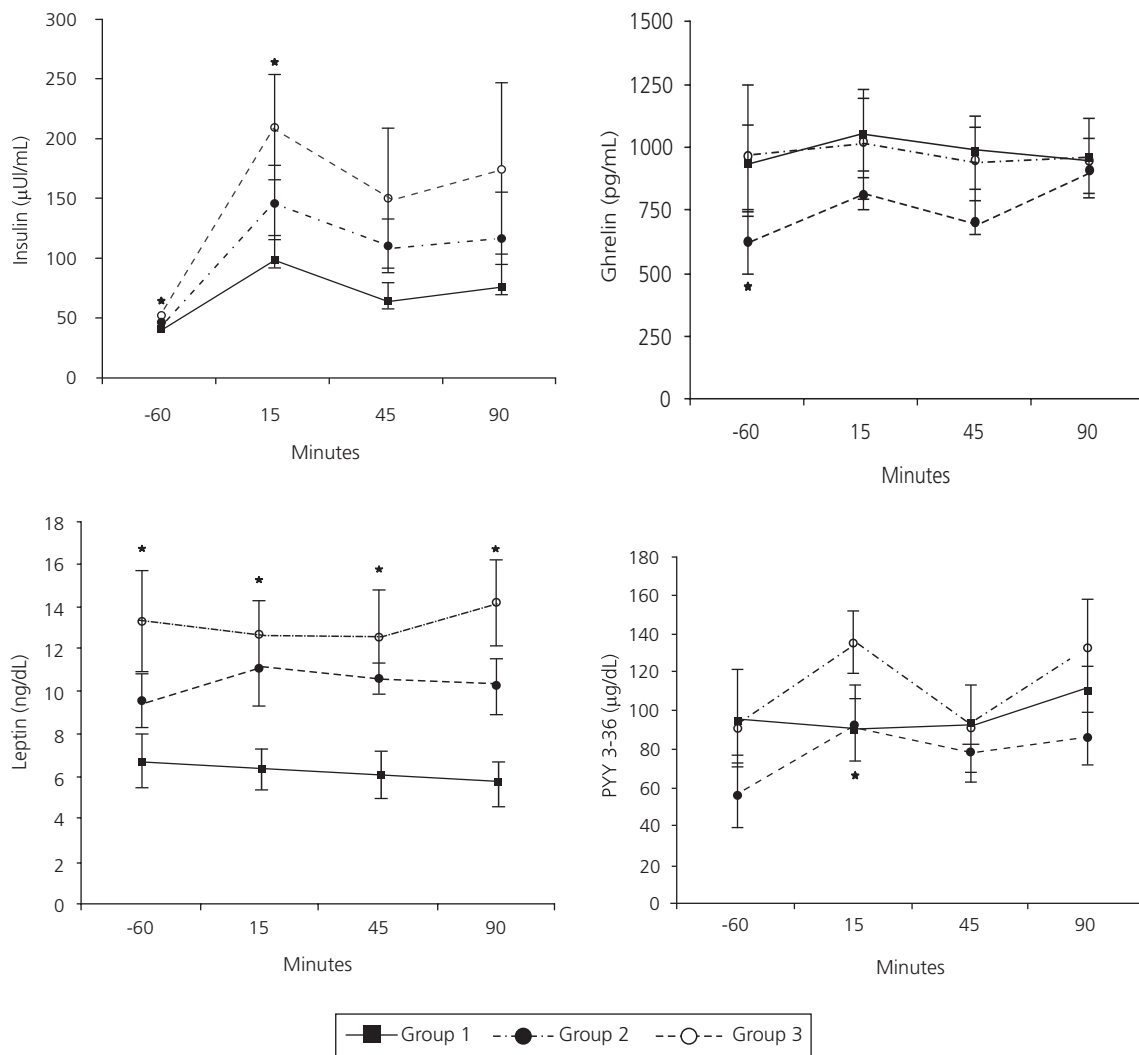 300
250
200
150
100
50
0
Insulin (μUI/mL)
*
*
-60 15 45 90
Minutes
1500
1250
1000
750
500
250
0
Ghrelin (pg/mL)
*
-60 15 45 90
Minutes
18
16
14
12
10
8
6
4
2
0
Leptin (ng/dL)
* * * *
-60 15 45 90
Minutes
180
160
140
120
100
80
60
40
20
0
PYY 3-36 (μg/dL)
*
-60 15 45 90
Minutes
Group 1 Group 2 Group 3